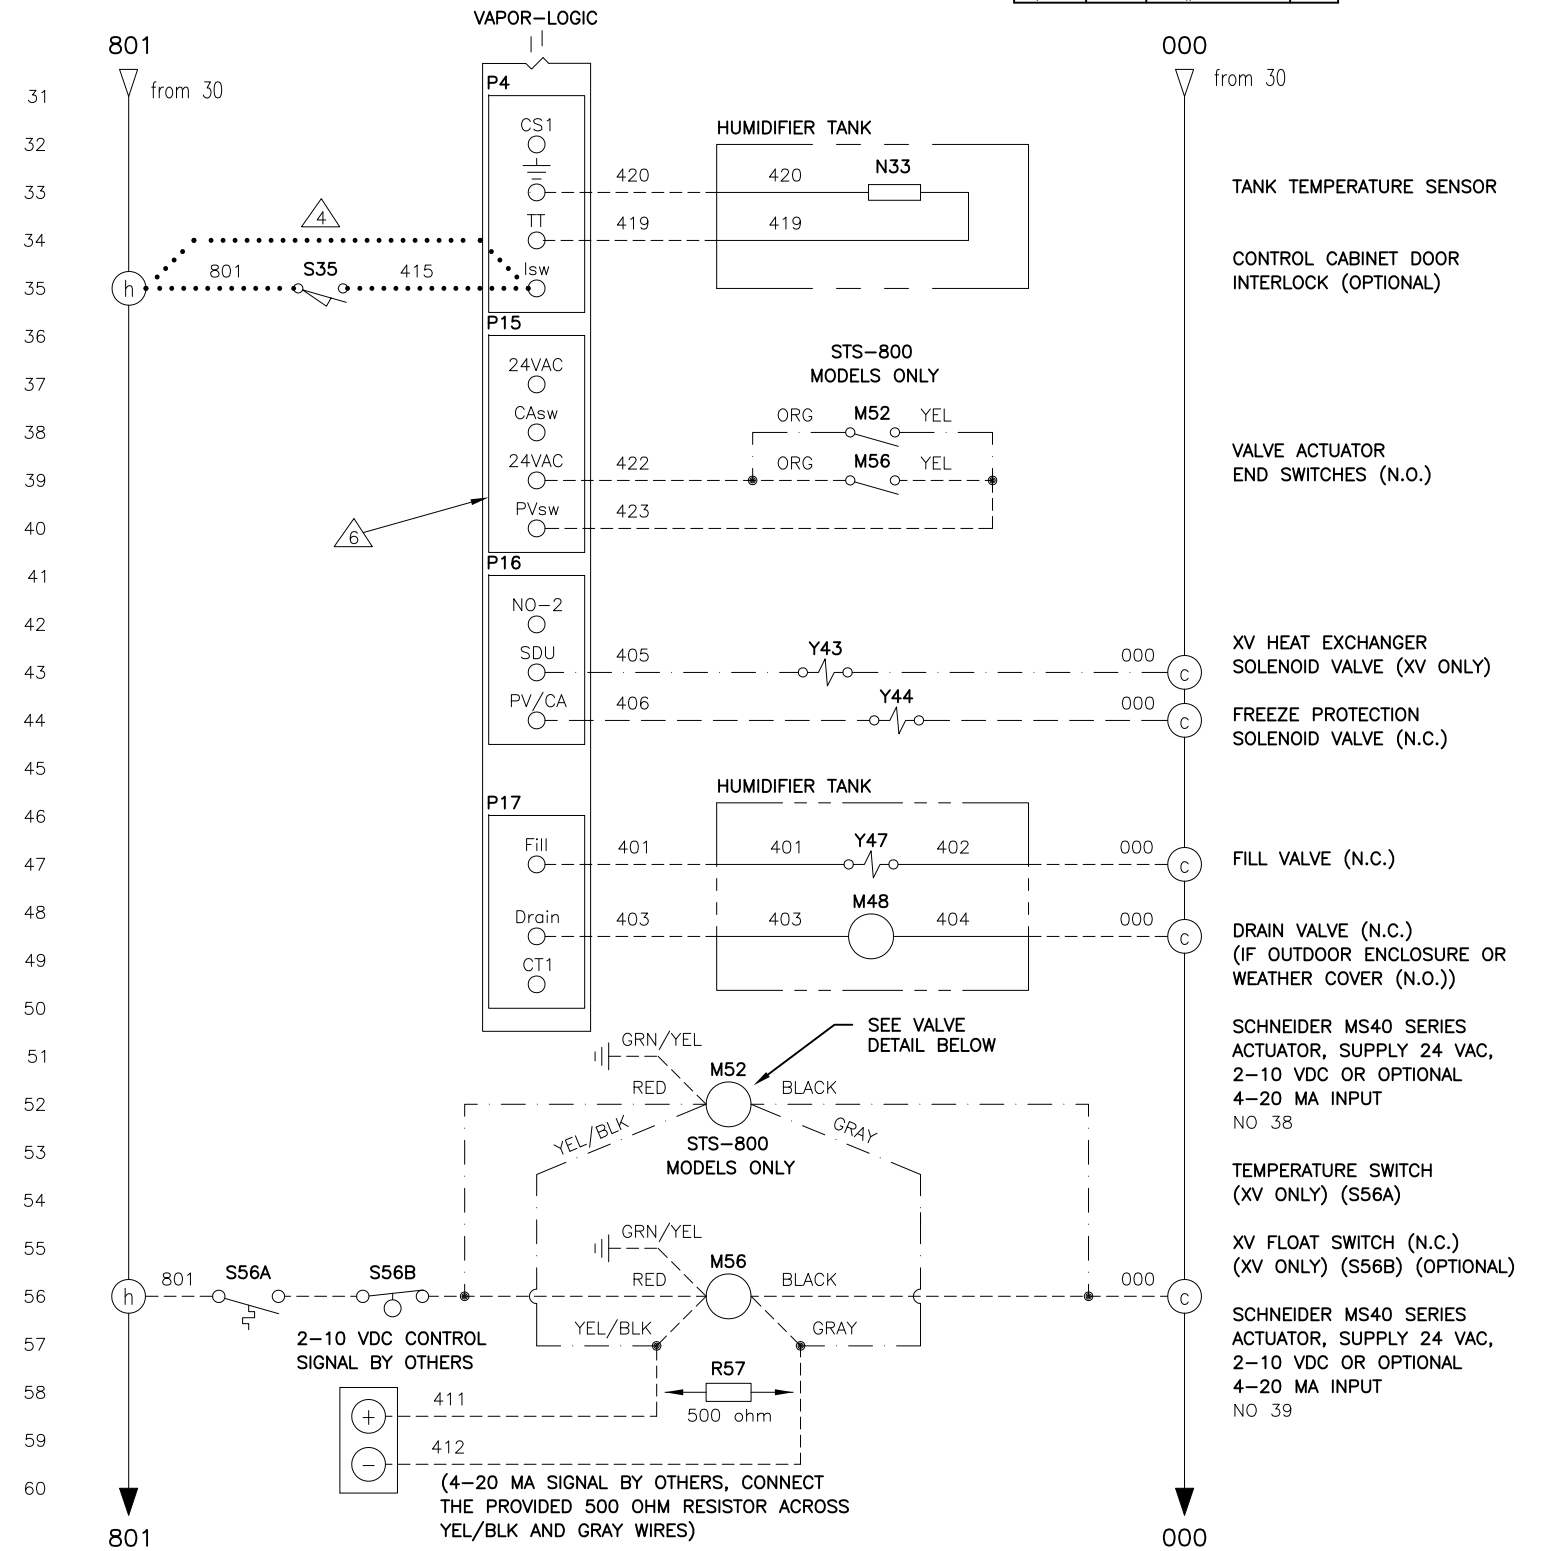 VAPOR-LOGIC
801
000
from 30
from 30
31
P4
32
CS1
HUMIDIFIER TANK
33
420
420
N33
TANK TEMPERATURE SENSOR
34
4
TT
419
419
CONTROL CABINET DOOR
INTERLOCK (OPTIONAL)
35
h
801
S35
415
Isw
36
P15
STS-800
MODELS ONLY
37
24VAC
38
CAsw
ORG
M52
YEL
39
24VAC
422
ORG
M56
YEL
VALVE ACTUATOR
END SWITCHES (N.O.)
40
6
PVsw
423
41
P16
42
NO-2
43
SDU
405
Y43
000
c
XV HEAT EXCHANGER
SOLENOID VALVE (XV ONLY)
44
PV/CA
406
Y44
000
c
FREEZE PROTECTION
SOLENOID VALVE (N.C.)
45
HUMIDIFIER TANK
46
P17
47
Fill
401
401
Y47
402
000
c
FILL VALVE (N.C.)
48
Drain
403
403
M48
404
000
c
DRAIN VALVE (N.C.)
(IF OUTDOOR ENCLOSURE OR
WEATHER COVER (N.O.))
49
CT1
50
SEE VALVE
DETAIL BELOW
SCHNEIDER MS40 SERIES
ACTUATOR, SUPPLY 24 VAC,
2-10 VDC OR OPTIONAL
4-20 MA INPUT
NO 38
51
GRN/YEL
M52
52
RED
BLACK
53
YEL/BLK
GRAY
STS-800
MODELS ONLY
54
TEMPERATURE SWITCH
(XV ONLY) (S56A)
55
GRN/YEL
M56
XV FLOAT SWITCH (N.C.)
(XV ONLY) (S56B) (OPTIONAL)
56
h
801
S56A
S56B
RED
BLACK
000
c
57
2-10 VDC CONTROL
SIGNAL BY OTHERS
YEL/BLK
GRAY
SCHNEIDER MS40 SERIES
ACTUATOR, SUPPLY 24 VAC,
2-10 VDC OR OPTIONAL
4-20 MA INPUT
NO 39
58
R57
500 ohm
+
411
59
−
412
60
(4-20 MA SIGNAL BY OTHERS, CONNECT
THE PROVIDED 500 OHM RESISTOR ACROSS
YEL/BLK AND GRAY WIRES)
801
000